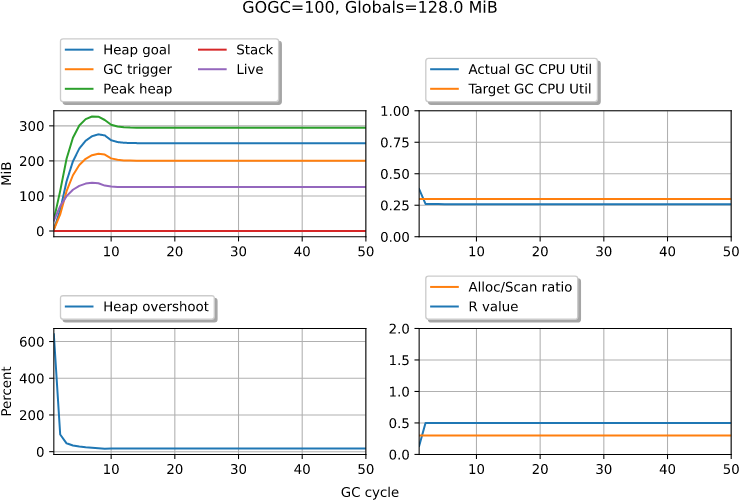 GOGC=100, Globals=128.0 MiB
Heap goal
GC trigger
Peak heap
Stack
Live
MiB
300
200
100
0
10 20 30 40 50
Actual GC CPU Util
Target GC CPU Util
1.00
0.75
0.50
0.25
0.00
10 20 30 40 50
Heap overshoot
Percent
600
400
200
0
10 20 30 40 50
Alloc/Scan ratio
R value
2.0
1.5
1.0
0.5
0.0
10 20 30 40 50
GC cycle